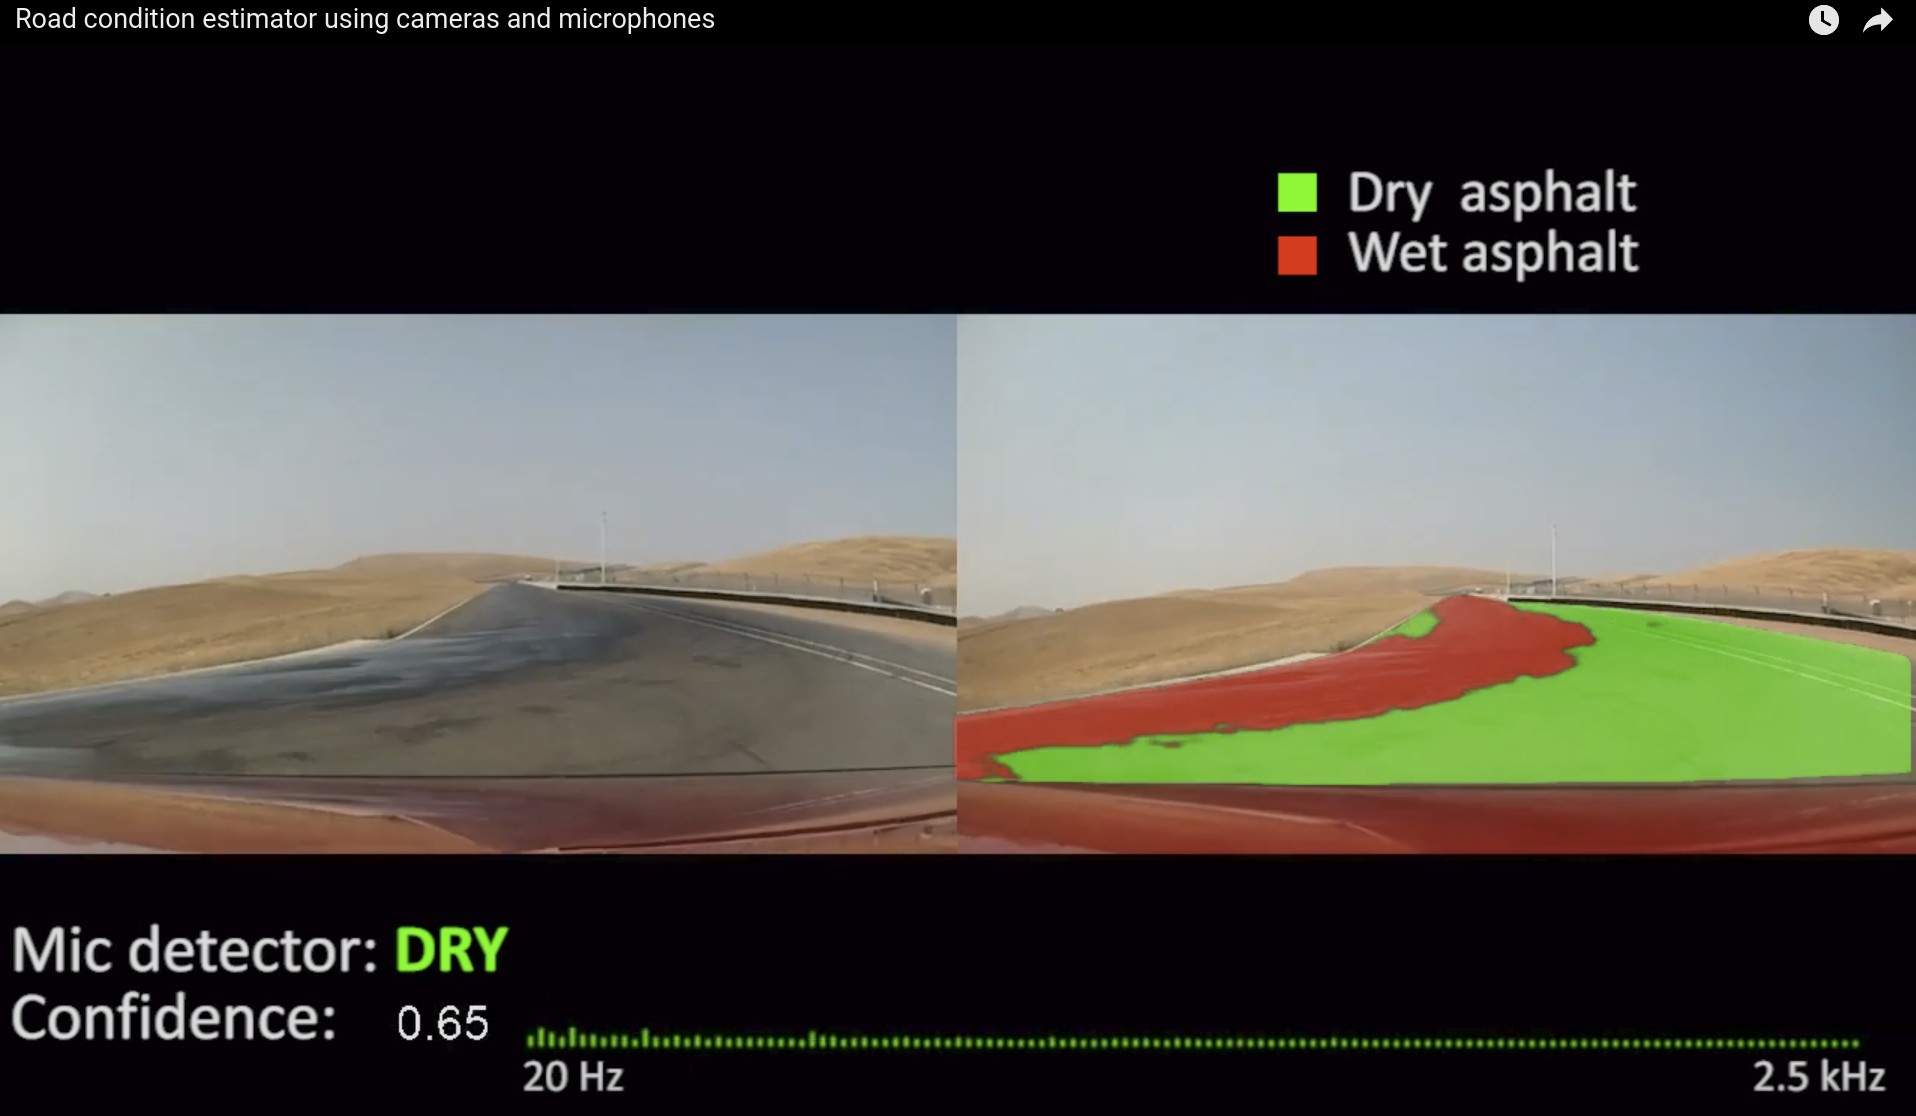 Road condition estimator using cameras and microphones
Dry asphalt
Wet asphalt
Mic detector: DRY
Confidence: 0.65
20 Hz
2.5 kHz